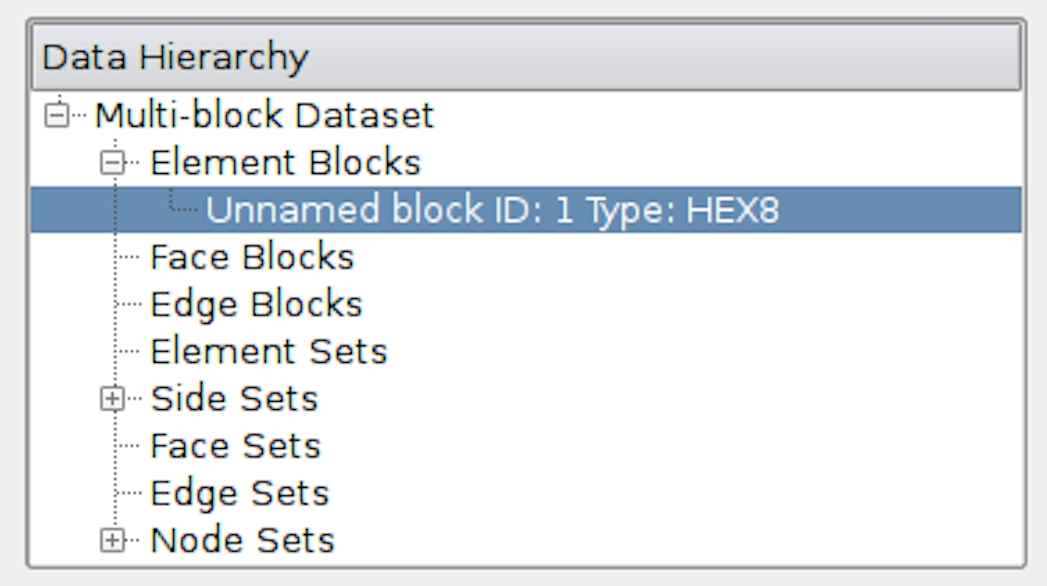 Data Hierarchy
Multi-block Dataset
Element Blocks
Unnamed block ID: 1 Type: HEX8
Face Blocks
Edge Blocks
Element Sets
Side Sets
Face Sets
Edge Sets
Node Sets